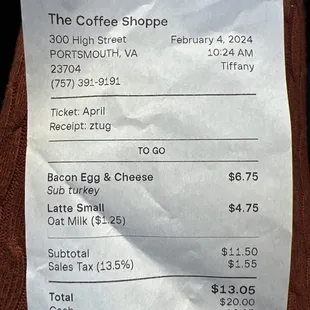 The Coffee Shoppe
300 High Street February 4, 2024
PORTSMOUTH, VA 10:24 AM
23704 Tiffany
(757) 391-9191
Ticket: April
Receipt: ztug
TO GO
Bacon Egg & Cheese $6.75
Sub turkey
Latte Small $4.75
Oat Milk ($1.25)
Subtotal $11.50
Sales Tax (13.5%) $1.55
Total $13.05
Cash $20.00